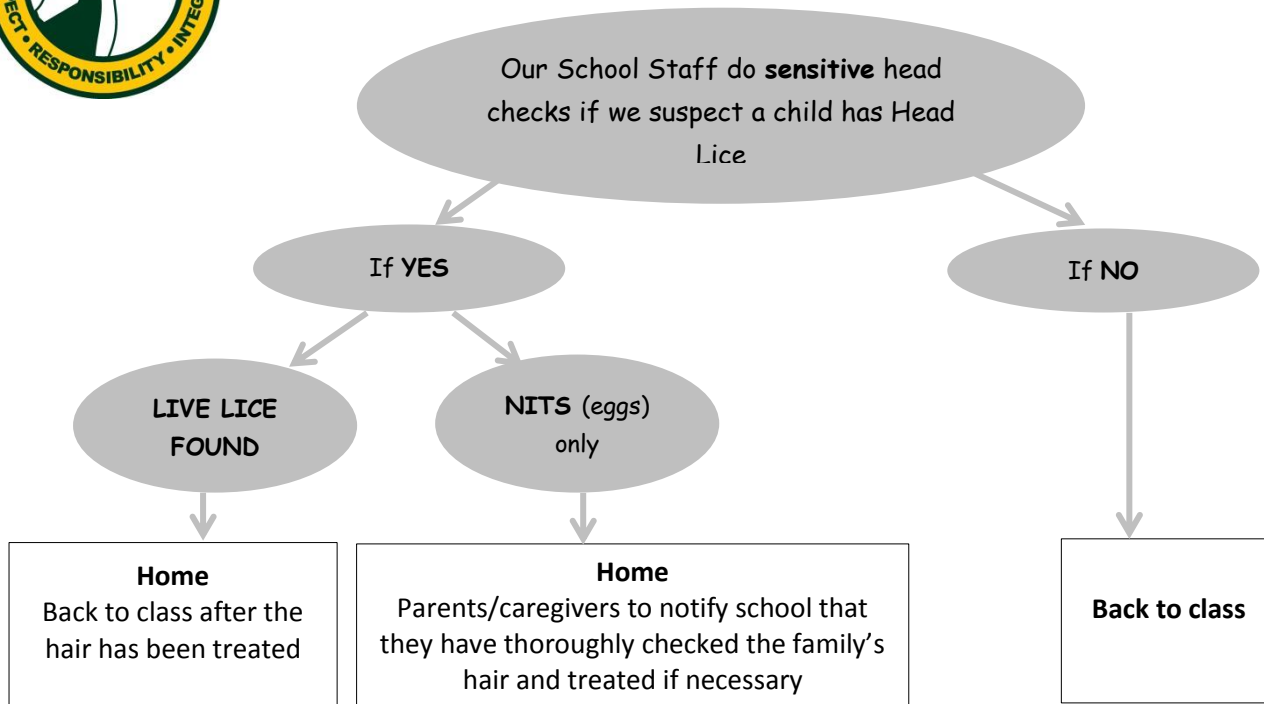 ECT • RESPONSIBILITY • INTEG
Our School Staff do sensitive head
checks if we suspect a child has Head
Lice
If YES
If NO
LIVE LICE
FOUND
NITS (eggs)
only
Home
Back to class after the
hair has been treated
Home
Parents/caregivers to notify school that
they have thoroughly checked the family’s
hair and treated if necessary
Back to class